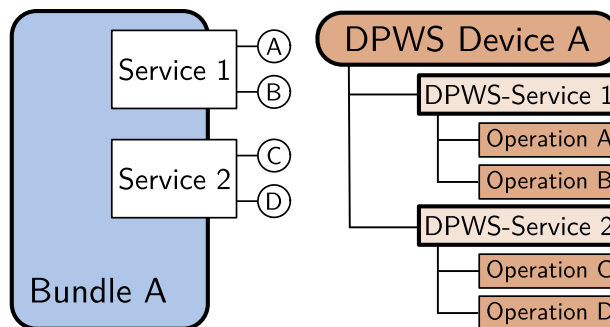 Service 1
A
B
Service 2
C
D
Bundle A
DPWS Device A
DPWS-Service 1
Operation A
Operation B
DPWS-Service 2
Operation C
Operation D